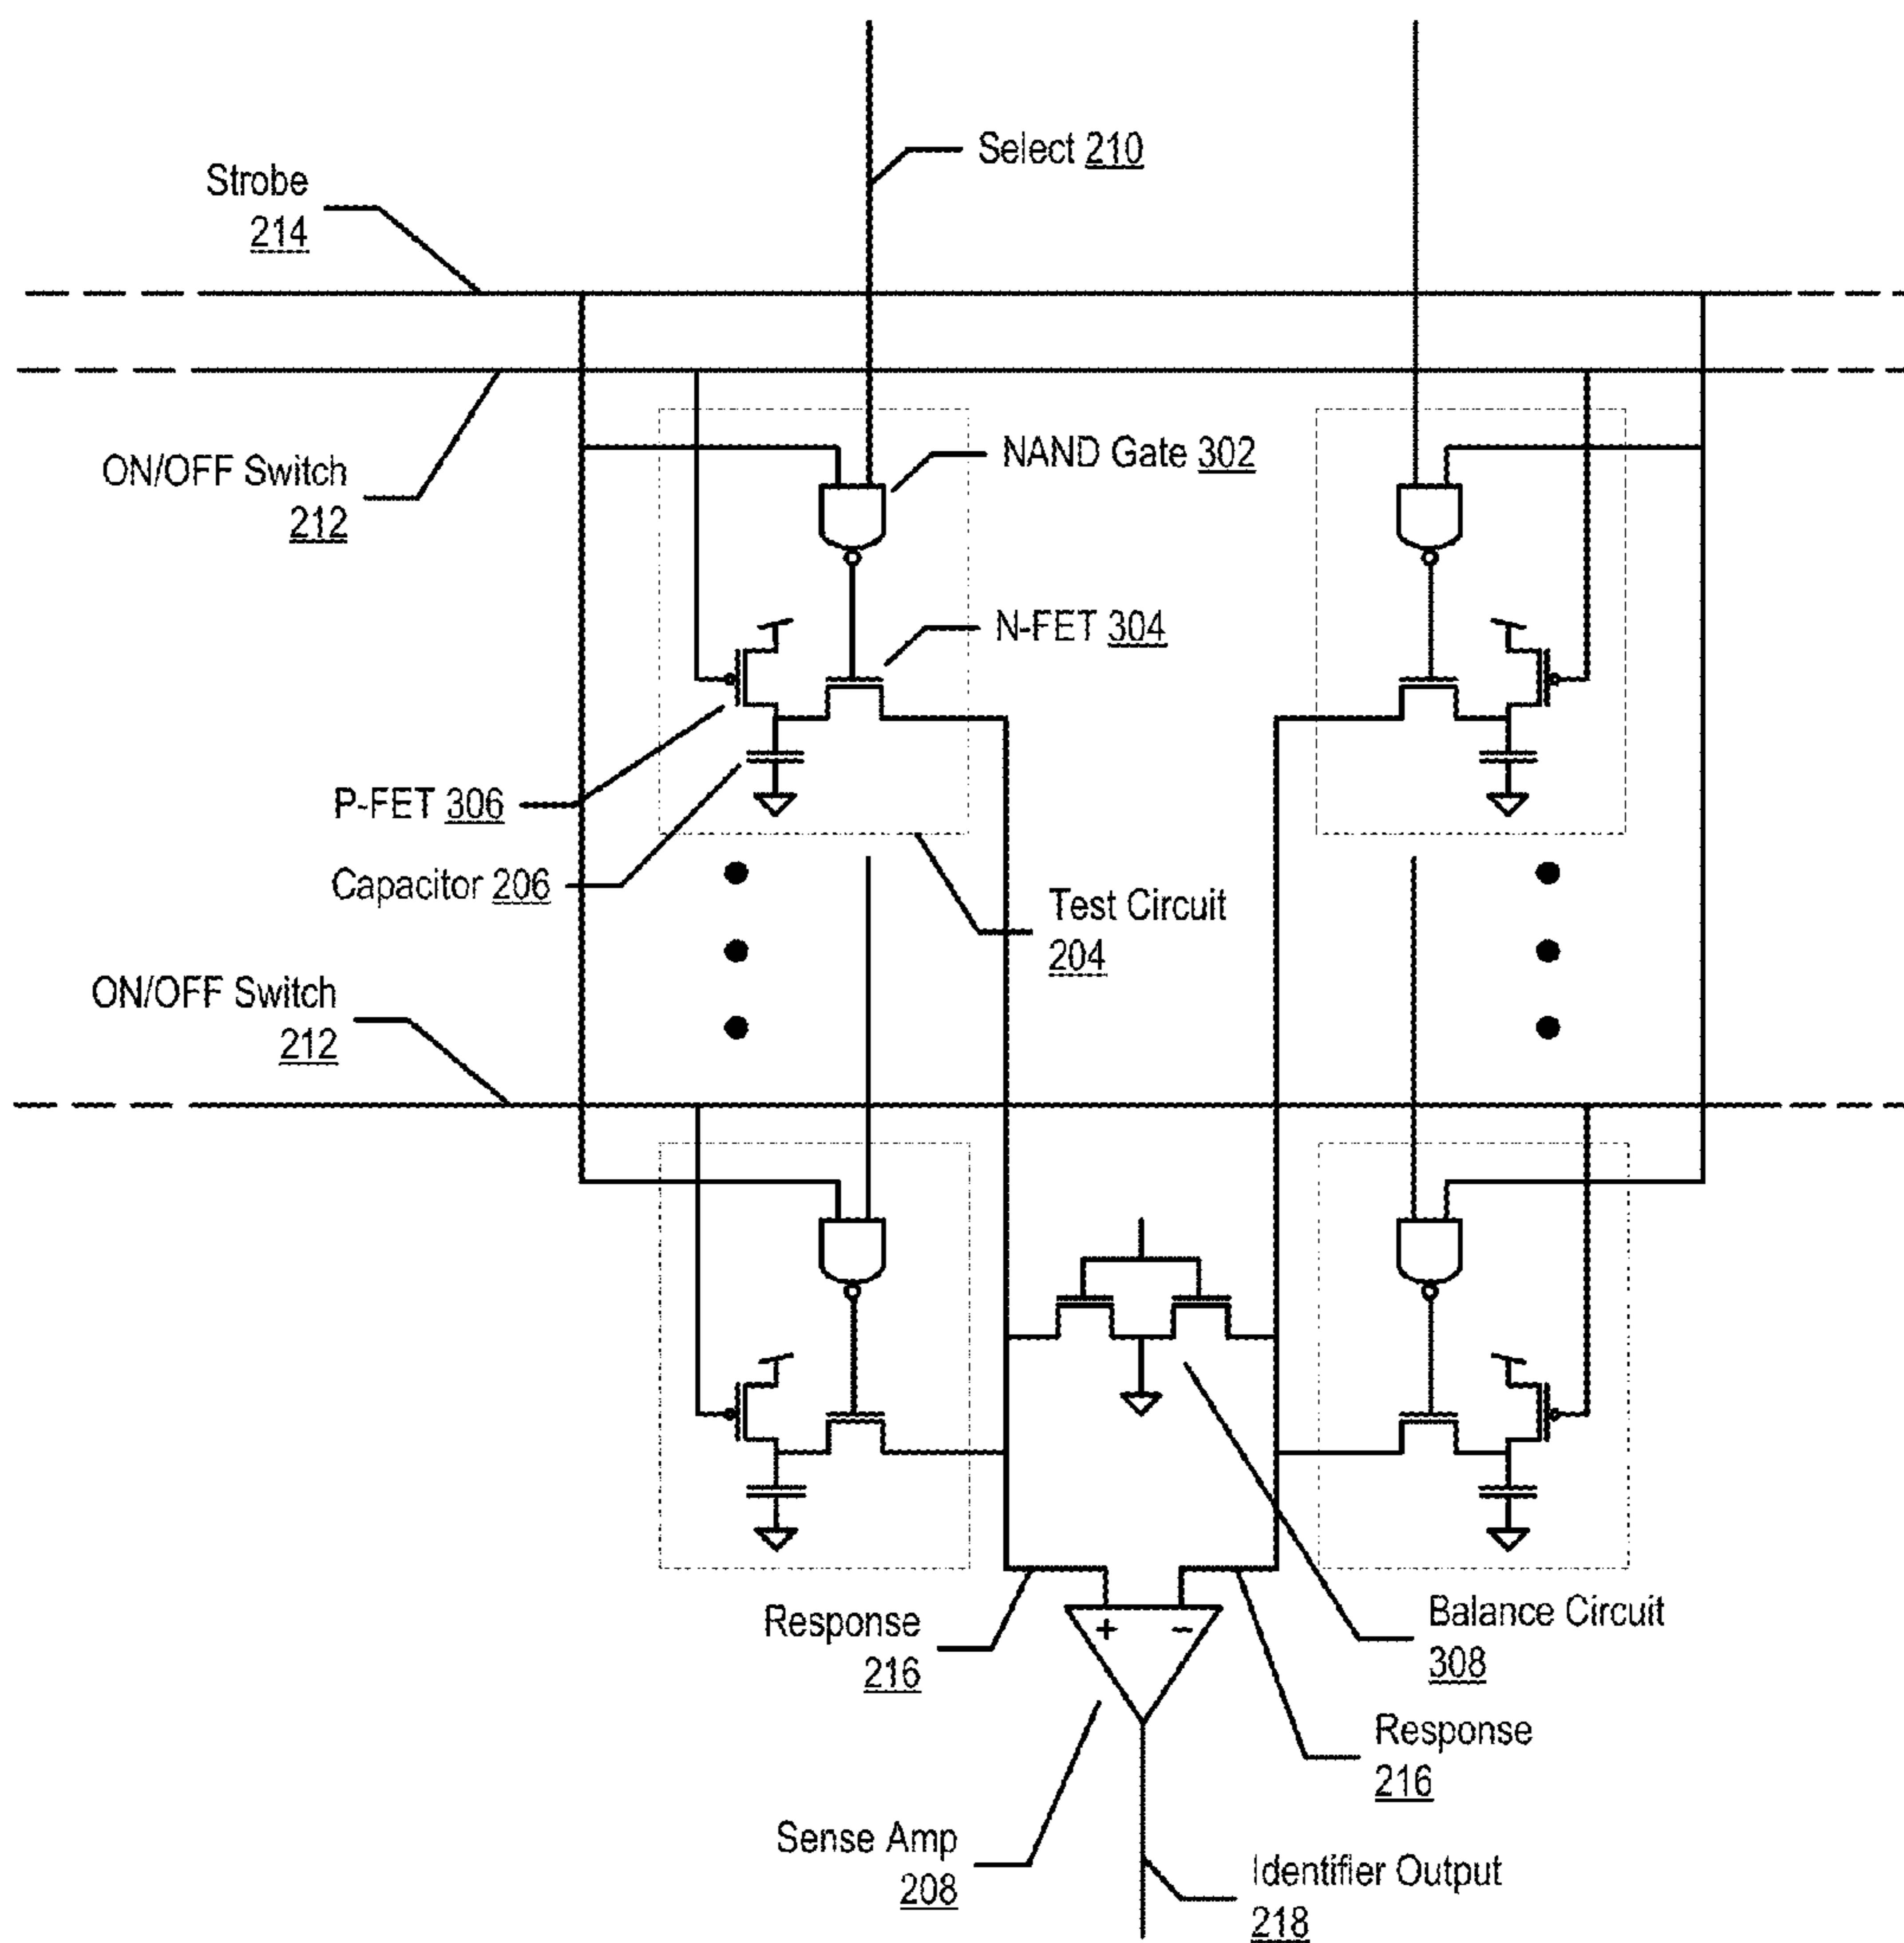 Select 210
Strobe
214
ON/OFF Switch
212
NAND Gate 302
N-FET 304
P-FET 306
Capacitor 206
Test Circuit
204
ON/OFF Switch
212
+ −
Response
216
Balance Circuit
308
Response
216
Sense Amp
208
Identifier Output
218